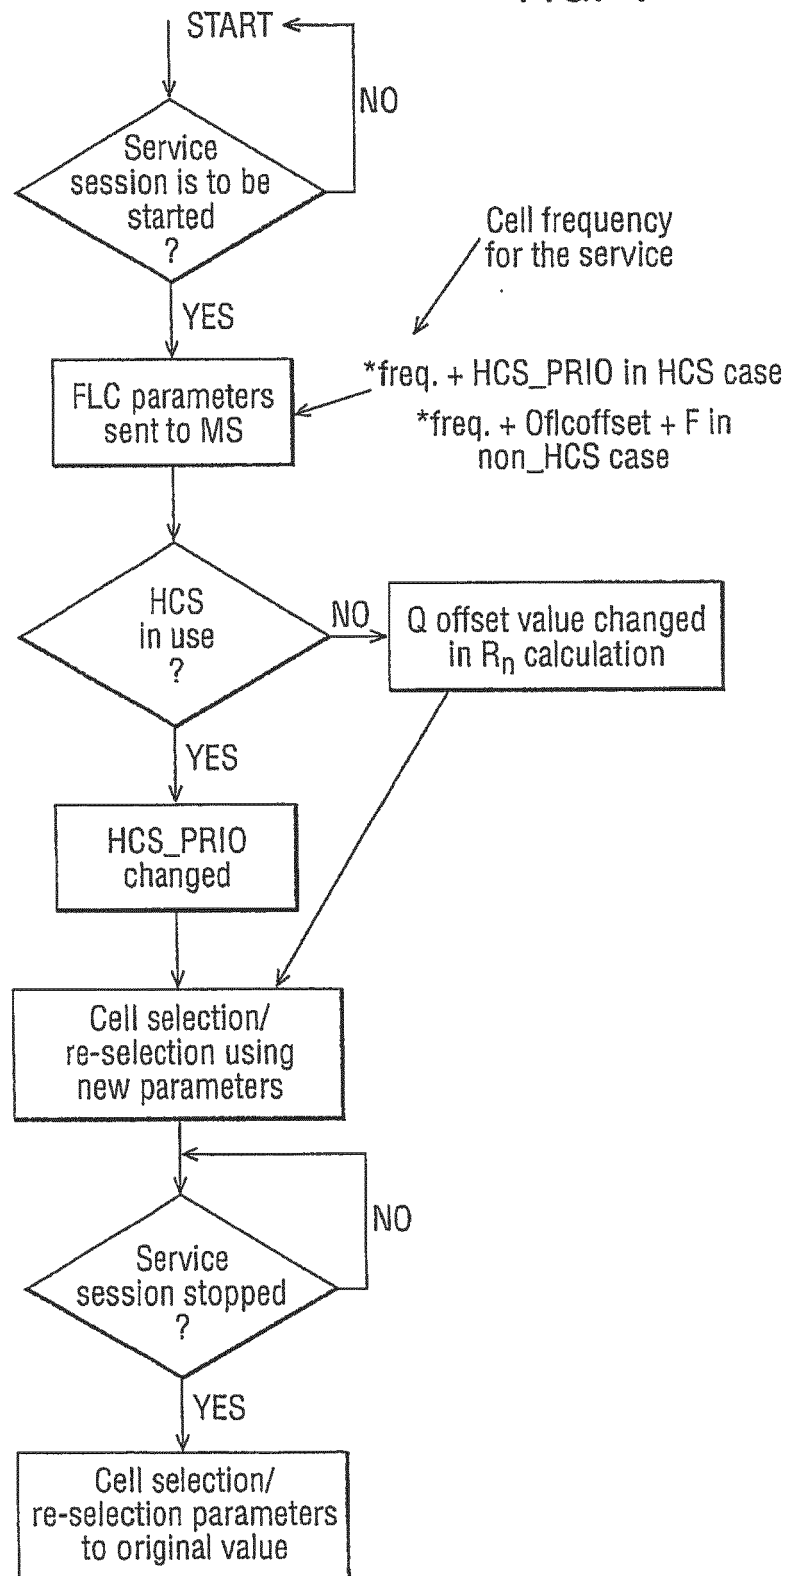 START
NO
Service
session is to be
started
?
Cell frequency
for the service
YES
*freq. + HCS_PRIO in HCS case
FLC parameters
sent to MS
*freq. + Oflcoffset + F in
non_HCS case
HCS
in use
?
NO
Q offset value changed
in Rn calculation
YES
HCS_PRIO
changed
Cell selection/
re-selection using
new parameters
NO
Service
session stopped
?
YES
Cell selection/
re-selection parameters
to original value